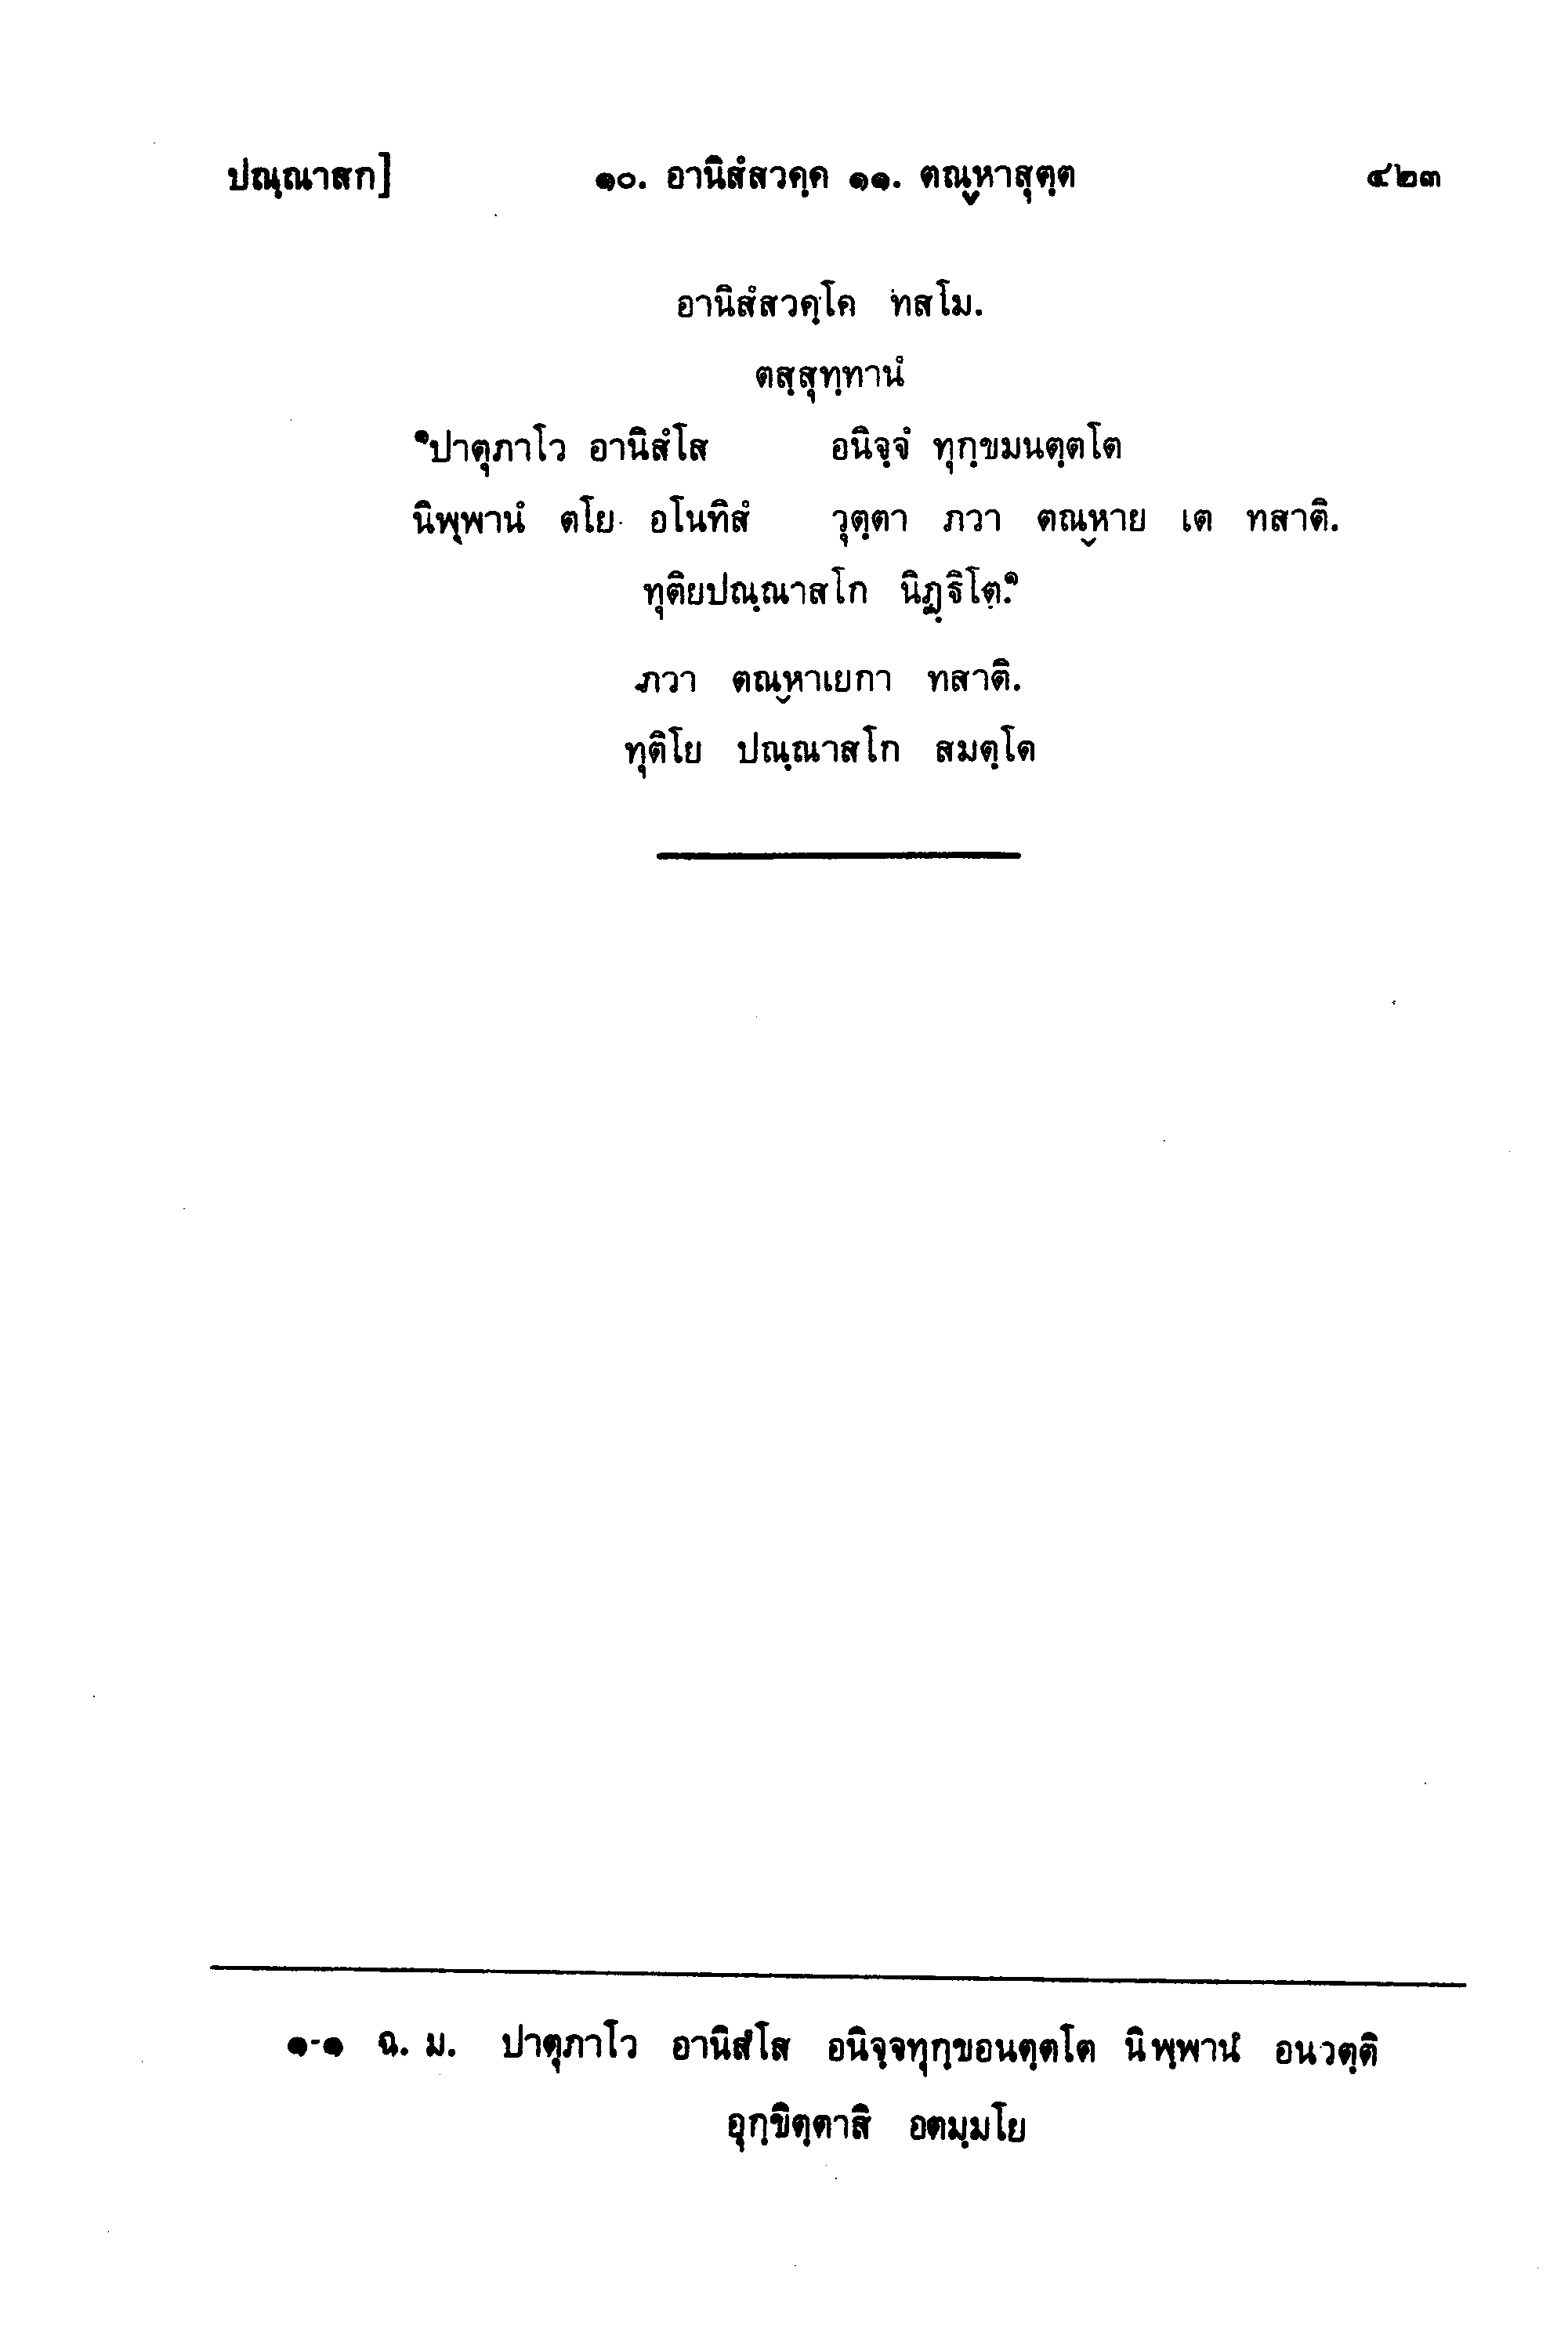 ปณฺณาสก] ๑๐. อานิสํสวคฺค ๑๑. ตณฺหาสุตฺต ๔๒๓
อานิสํสวคฺโค ทสโม.
ตสฺสุทฺทานํ
๑ปาตุภาโว อานิสํโส อนิจฺจํ ทุกฺขมนตฺตโต
นิพฺพานํ ตโย อโนทิสํ วุตฺตา ภวา ตณฺหาย เต ทสาติ.
ทุติยปณฺณาสโก นิฏฺฐิโต.๑
ภวา ตณฺหาเยกา ทสาติ.
ทุติโย ปณฺณาสโก สมตฺโต
๑-๑ ฉ. ม. ปาตุภาโว อานิสํโส อนิจฺจทุกฺขอนตฺตโต นิพฺพานํ อนวตฺติ
อุกฺขิตฺตาสิ อตมฺมโย